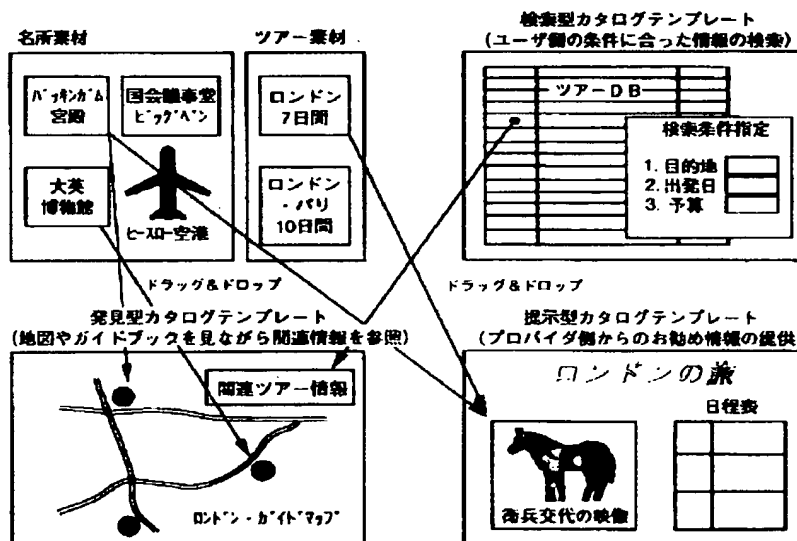 名所素材
バッキンガム
宮殿
国会議事堂
ビッグベン
大英
博物館
ヒースロー空港
ツアー素材
ロンドン
7日間
ロンドン
・パリ
10日間
検索型カタログテンプレート
(ユーザ側の条件に合った情報の検索)
ツアーDB
検索条件指定
1. 目的地
2. 出発日
3. 予算
ドラッグ&ドロップ
ドラッグ&ドロップ
発見型カタログテンプレート
(地図やガイドブックを見ながら関連情報を参照)
関連ツアー情報
ロンドン・ガイドマップ
提示型カタログテンプレート
(プロバイダ側からのお勧め情報の提供
ロンドンの旅
日程表
衛兵交代の映像